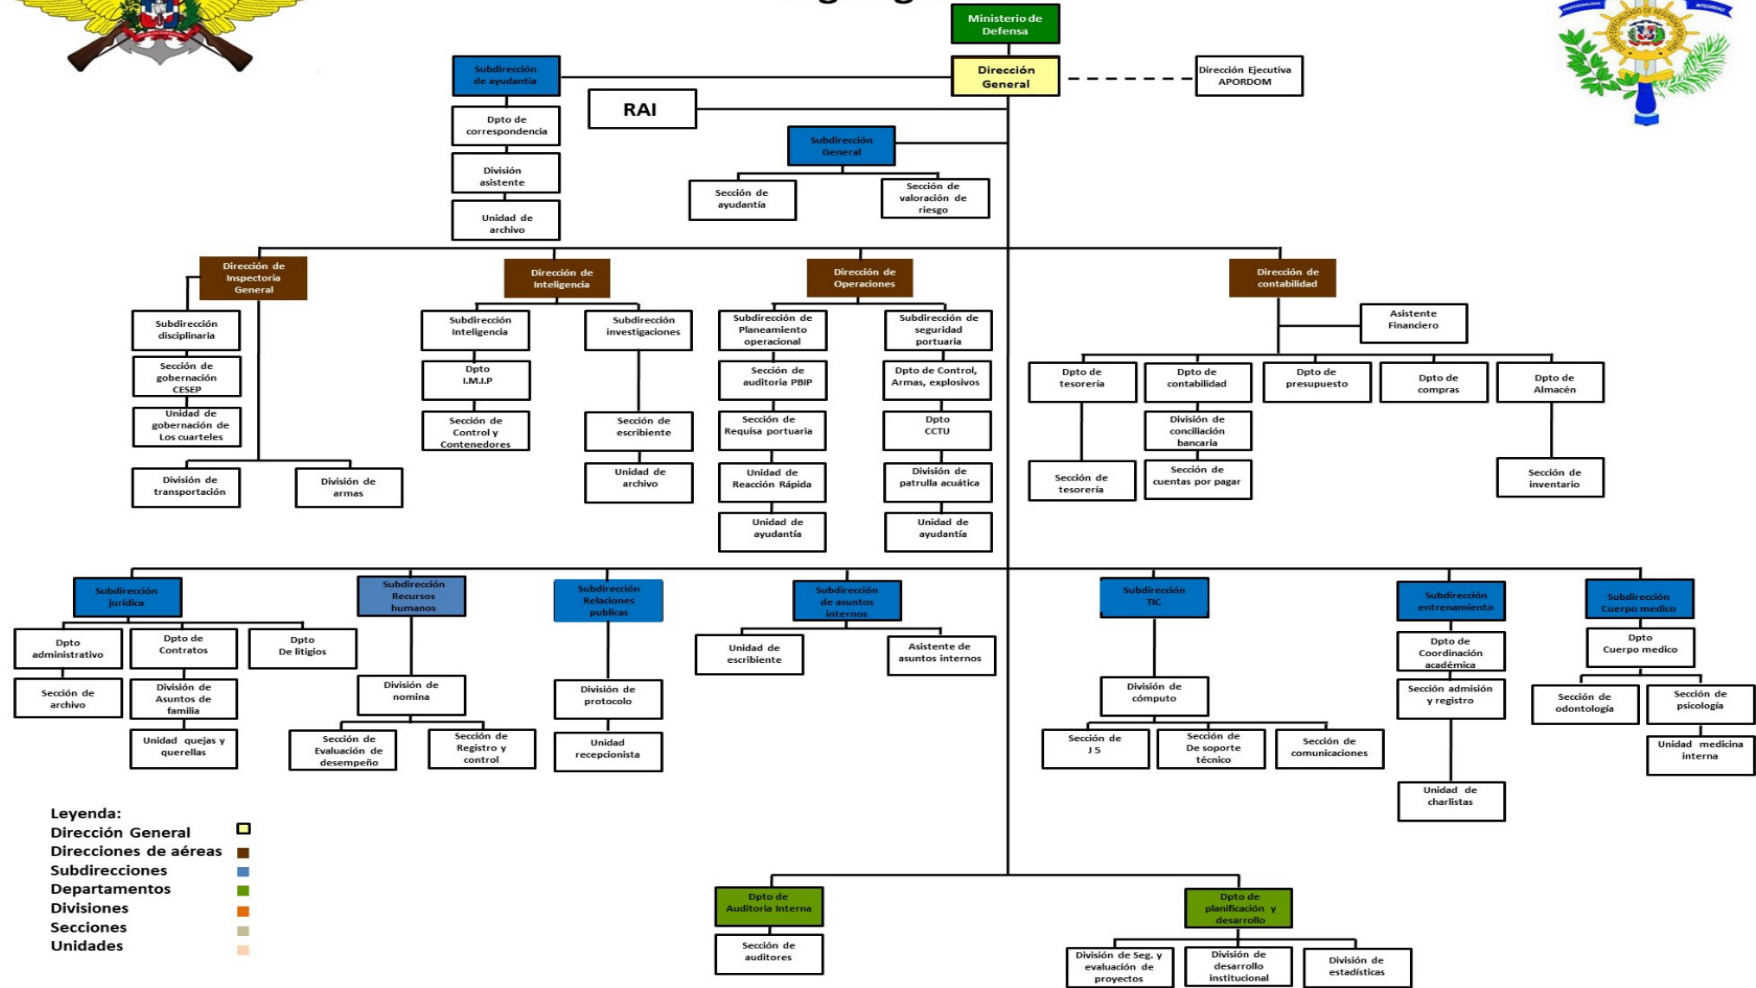 Ministerio de
Defensa
Dirección
General
Dirección Ejecutiva
APORDOM
Subdirección
de ayudantía
RAI
Dpto de
correspondencia
División
asistente
Unidad de
archivo
Subdirección
General
Sección de
ayudantía
Sección de
valoración de
riesgo
Dirección de
Inspectoria
General
Dirección de
Inteligencia
Dirección de
Operaciones
Dirección de
contabilidad
Subdirección
disciplinaria
Sección de
gobernación
CESEP
Unidad de
gobernación de
Los cuarteles
División de
transportación
División de
armas
Subdirección
Inteligencia
Dpto
I.M.I.P
Sección de
Control y
Contenedores
Subdirección
investigaciones
Sección de
escribiente
Unidad de
archivo
Subdirección de
Planeamiento
operacional
Sección de
auditoria PBIP
Sección de
Requisa portuaria
Unidad de
Reacción Rápida
Unidad de
ayudantía
Subdirección de
seguridad
portuaria
Dpto de Control,
Armas, explosivos
Dpto
CCTU
División de
patrulla acuática
Unidad de
ayudantía
Asistente
Financiero
Dpto de
tesorería
Sección de
tesorería
Dpto de
contabilidad
División de
conciliación
bancaria
Sección de
cuentas por pagar
Dpto de
presupuesto
Dpto de
compras
Dpto de
Almacén
Sección de
inventario
Subdirección
jurídica
Dpto
administrativo
Sección de
archivo
Dpto de
Contratos
División de
Asuntos de
familia
Unidad quejas y
querellas
Dpto
De litigios
Subdirección
Recursos
humanos
División de
nomina
Sección de
Evaluación de
desempeño
Sección de
Registro y
control
Subdirección
Relaciones
publicas
División de
protocolo
Unidad
recepcionista
Subdirección
de asuntos
internos
Unidad de
escribiente
Asistente de
asuntos internos
Subdirección
TIC
División de
cómputo
Sección de
J 5
Sección de
De soporte
técnico
Sección de
comunicaciones
Subdirección
entrenamiento
Dpto de
Coordinación
académica
Sección admisión
y registro
Unidad de
charlistas
Subdirección
Cuerpo medico
Dpto
Cuerpo medico
Sección de
odontología
Sección de
psicología
Unidad medicina
interna
Leyenda:
Dirección General
Direcciones de aéreas
Subdirecciones
Departamentos
Divisiones
Secciones
Unidades
Dpto de
Auditoria Interna
Sección de
auditores
Dpto de
planificación y
desarrollo
División de Seg. y
evaluación de
proyectos
División de
desarrollo
institucional
División de
estadísticas